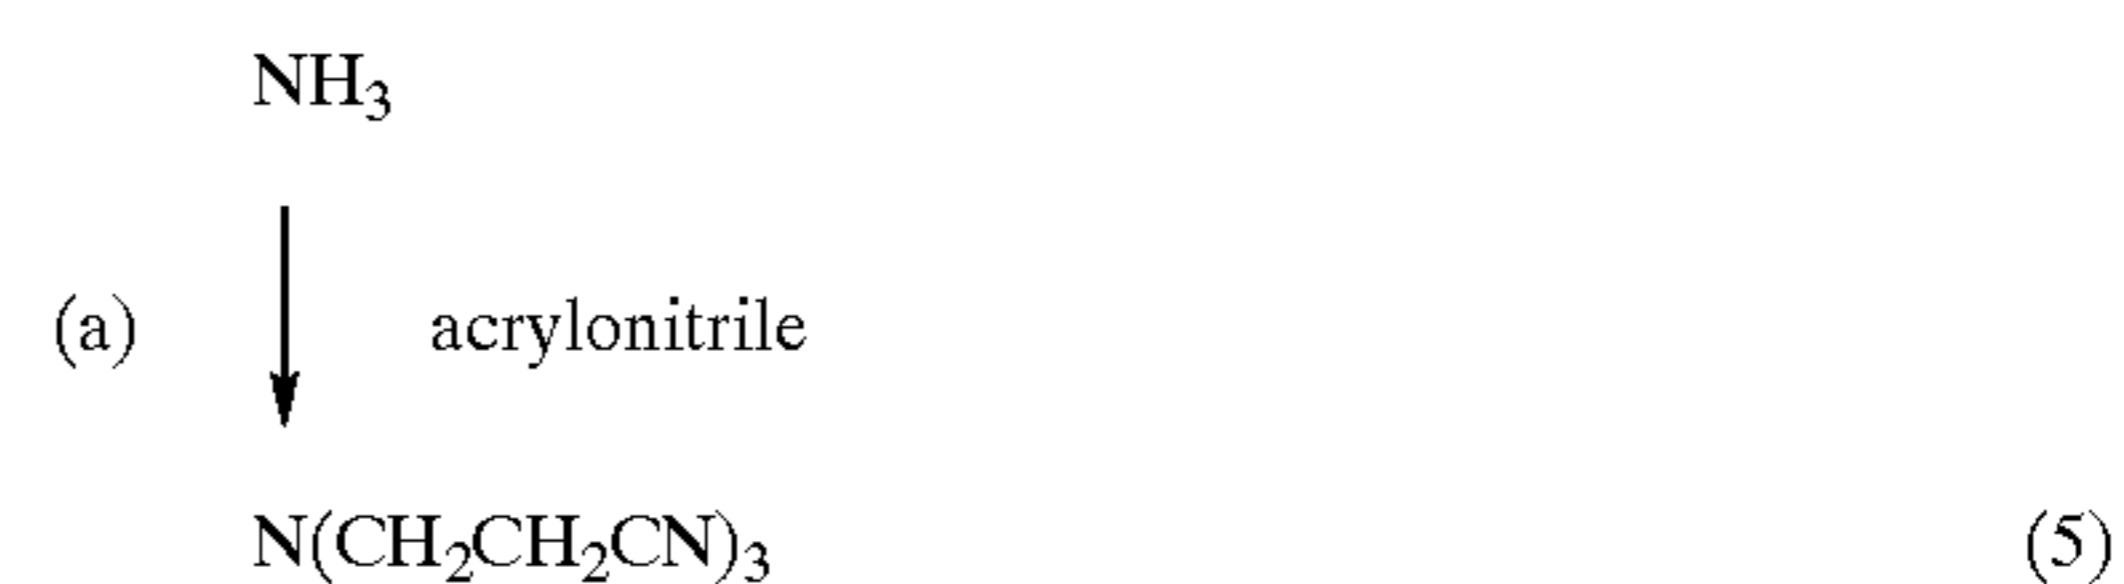 NH₃
(a) acrylonitrile
N(CH₂CH₂CN)₃ (5)